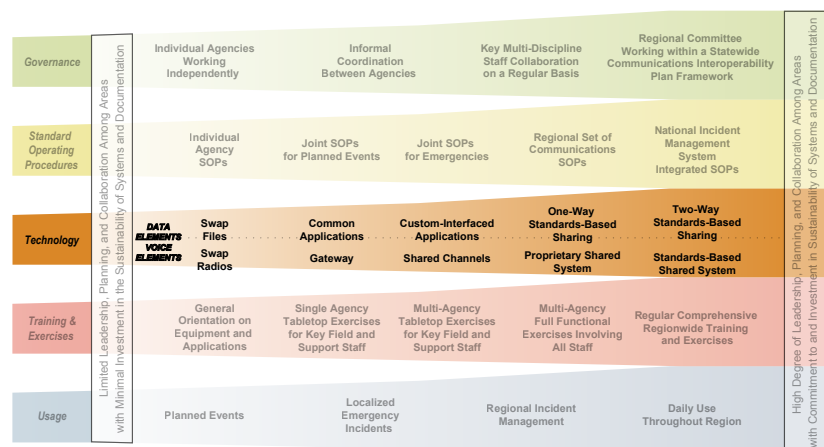 Limited Leadership, Planning, and Collaboration Among Areas
with Minimal Investment in the Sustainability of Systems and Documentation
Governance
Individual Agencies
Working
Independently
Informal
Coordination
Between Agencies
Key Multi-Discipline
Staff Collaboration
on a Regular Basis
Regional Committee
Working within a Statewide
Communications Interoperability
Plan Framework
Standard
Operating
Procedures
Individual
Agency
SOPs
Joint SOPs
for Planned Events
Joint SOPs
for Emergencies
Regional Set of
Communications
SOPs
National Incident
Management
System
Integrated SOPs
Technology
DATA
ELEMENTS
Swap
Files
Common
Applications
Custom-Interfaced
Applications
One-Way
Standards-Based
Sharing
Two-Way
Standards-Based
Sharing
VOICE
ELEMENTS
Swap
Radios
Gateway
Shared Channels
Proprietary Shared
System
Standards-Based
Shared System
Training &
Exercises
General
Orientation on
Equipment and
Applications
Single Agency
Tabletop Exercises
for Key Field and
Support Staff
Multi-Agency
Tabletop Exercises
for Key Field and
Support Staff
Multi-Agency
Full Functional
Exercises Involving
All Staff
Regular Comprehensive
Regionwide Training
and Exercises
Usage
Planned Events
Localized
Emergency
Incidents
Regional Incident
Management
Daily Use
Throughout Region
High Degree of Leadership, Planning, and Collaboration Among Areas
with Commitment to and Investment in Sustainability of Systems and Documentation